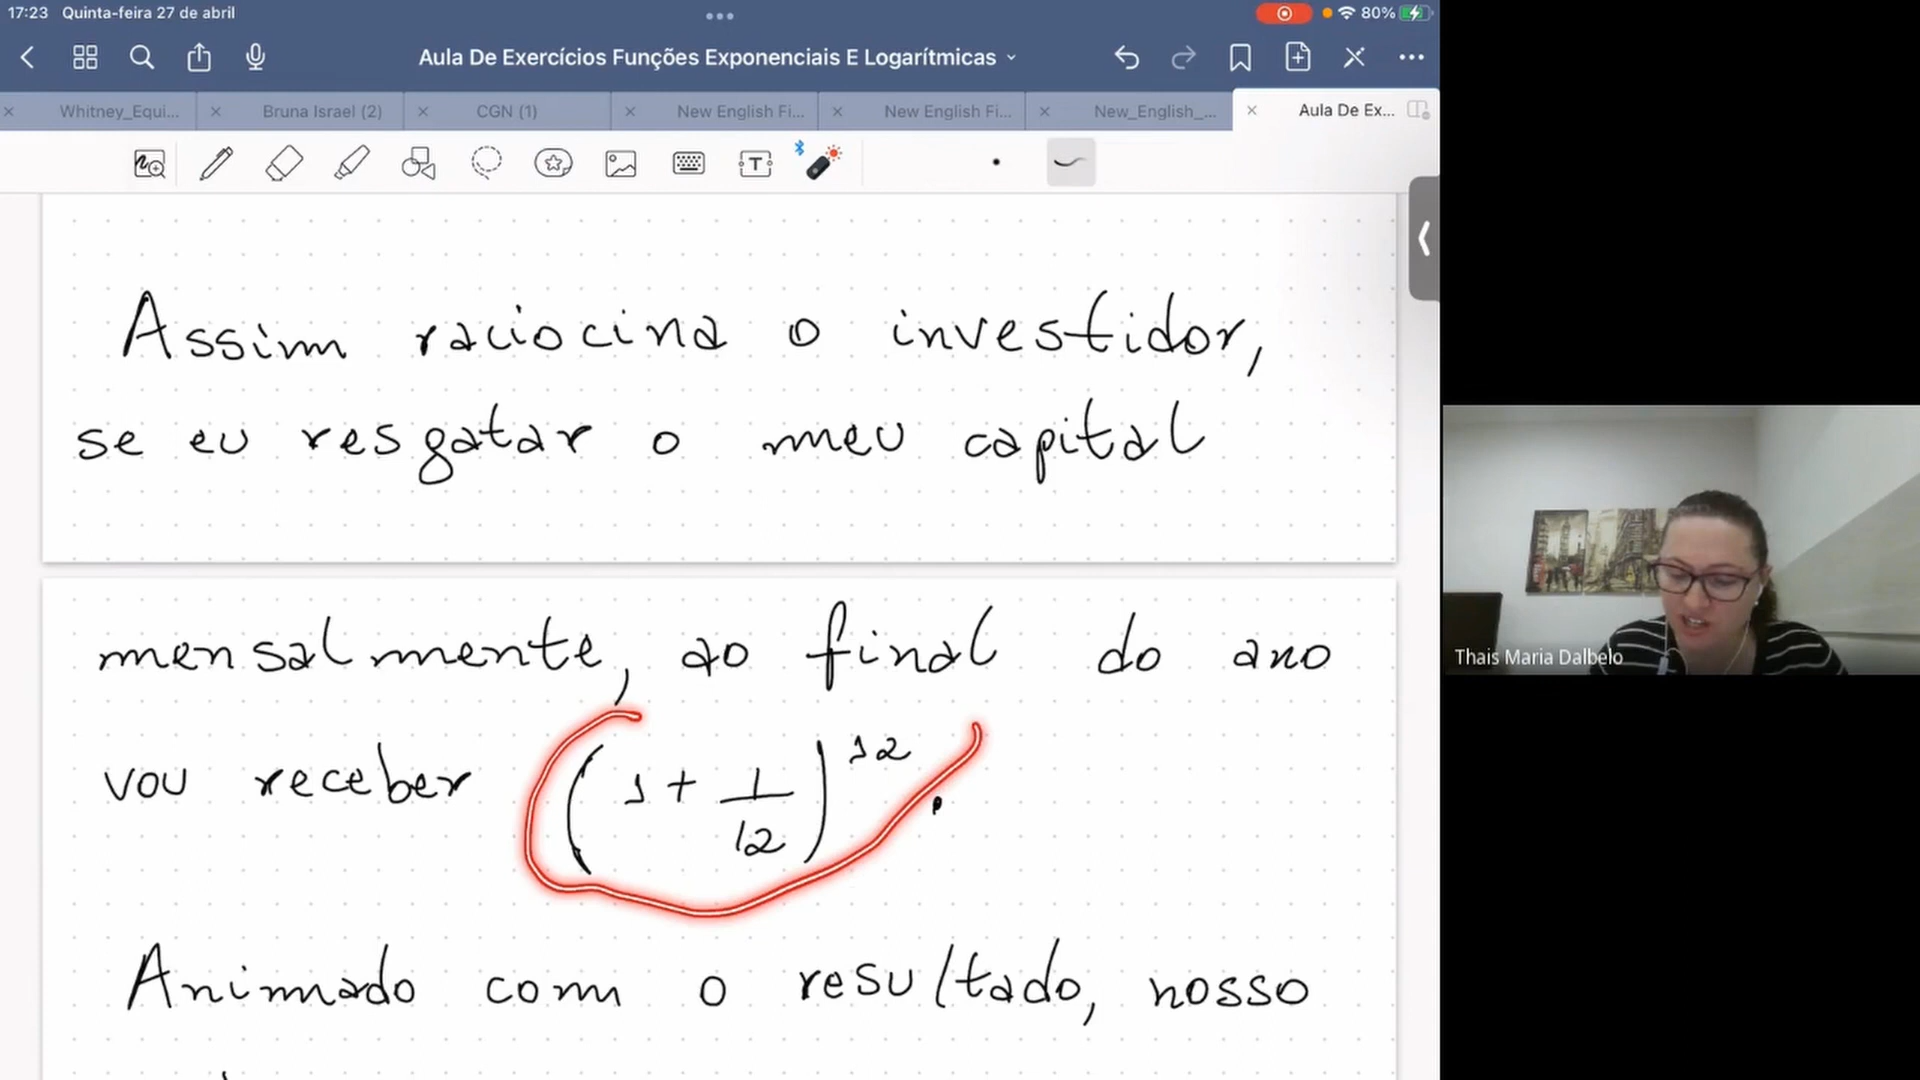 17:23 Quinta-feira 27 de abril
80%
Aula De Exercícios Funções Exponenciais E Logarítmicas
Whitney_Equi...
Bruna Israel (2)
CGN (1)
New English Fi...
New English Fi...
New_English_...
Aula De Ex...
Assim raciocina o investidor,
se eu resgatar o meu capital
mensalmente, ao final do ano
vou receber (1 + 1/12)^12.
Animado com o resultado, nosso
Thais Maria Dalbelo